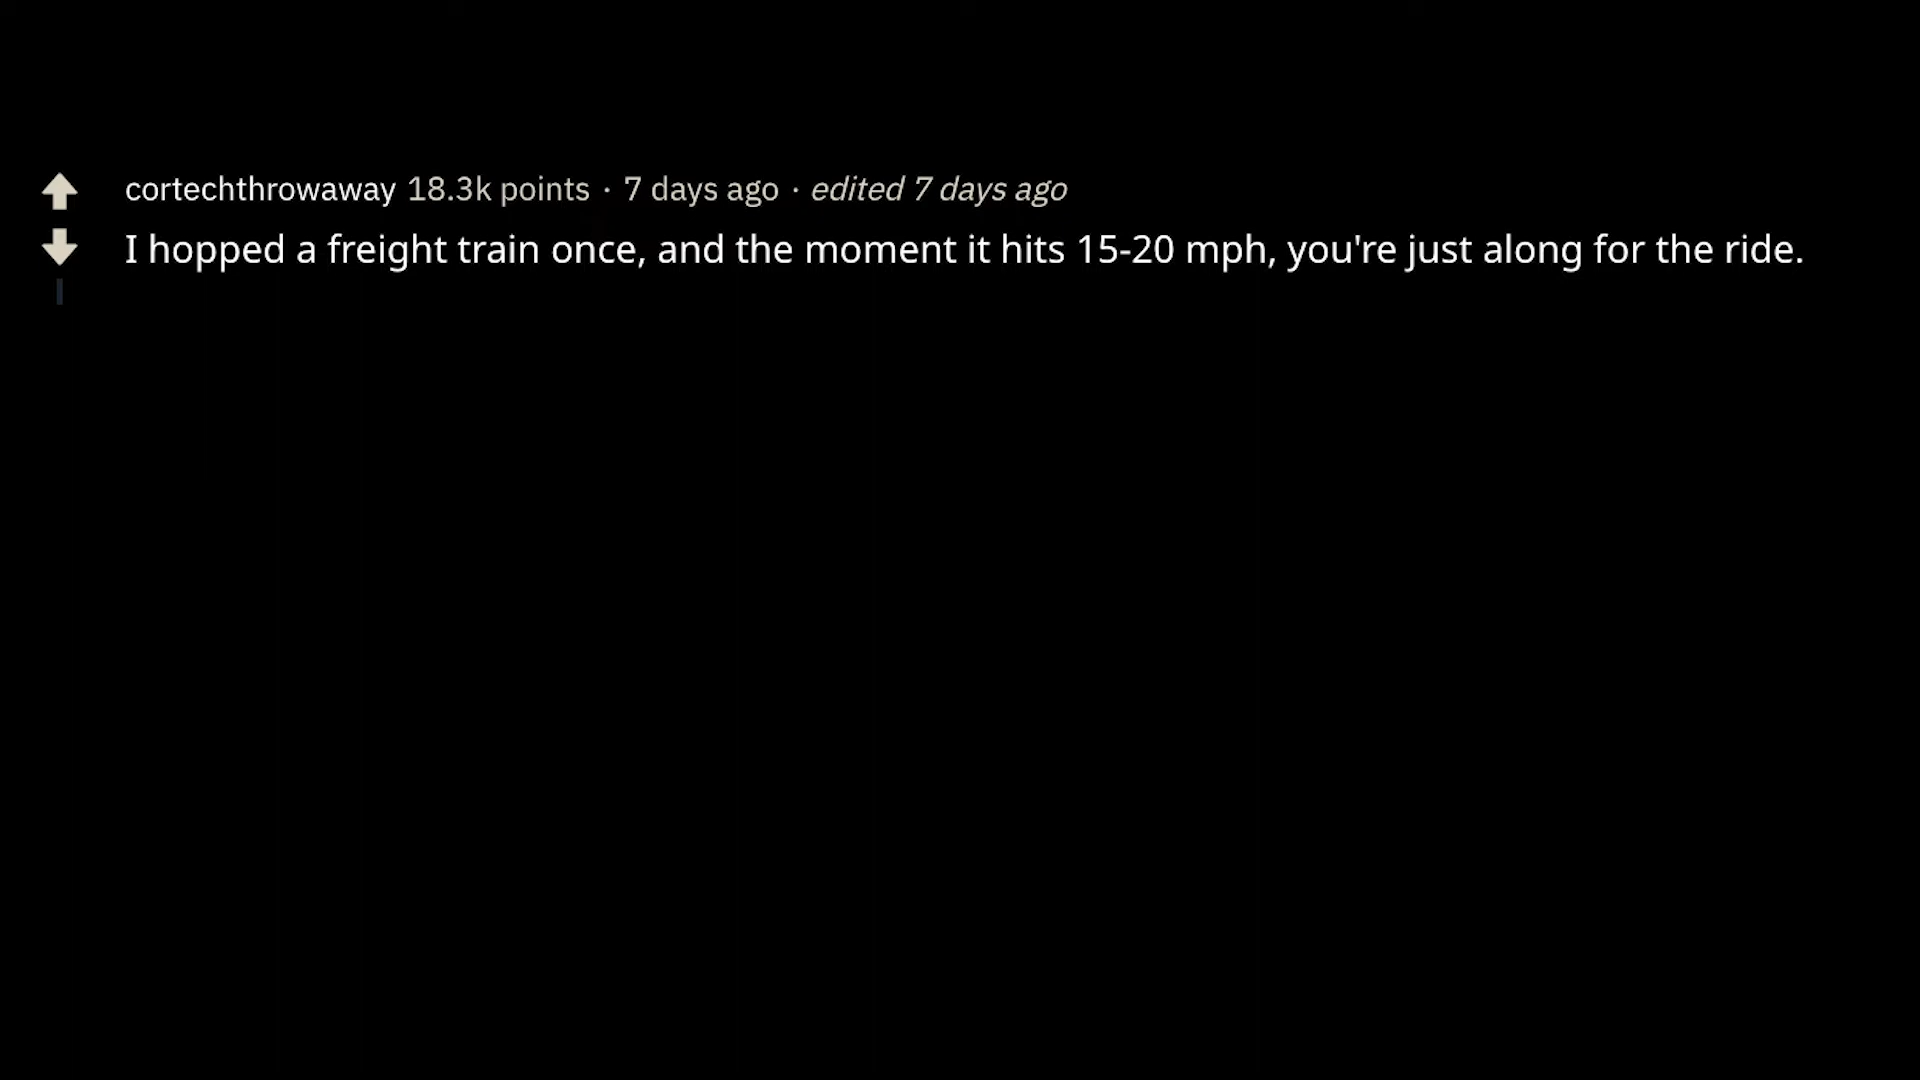 cortechthrowaway 18.3k points · 7 days ago · edited 7 days ago
I hopped a freight train once, and the moment it hits 15-20 mph, you're just along for the ride.